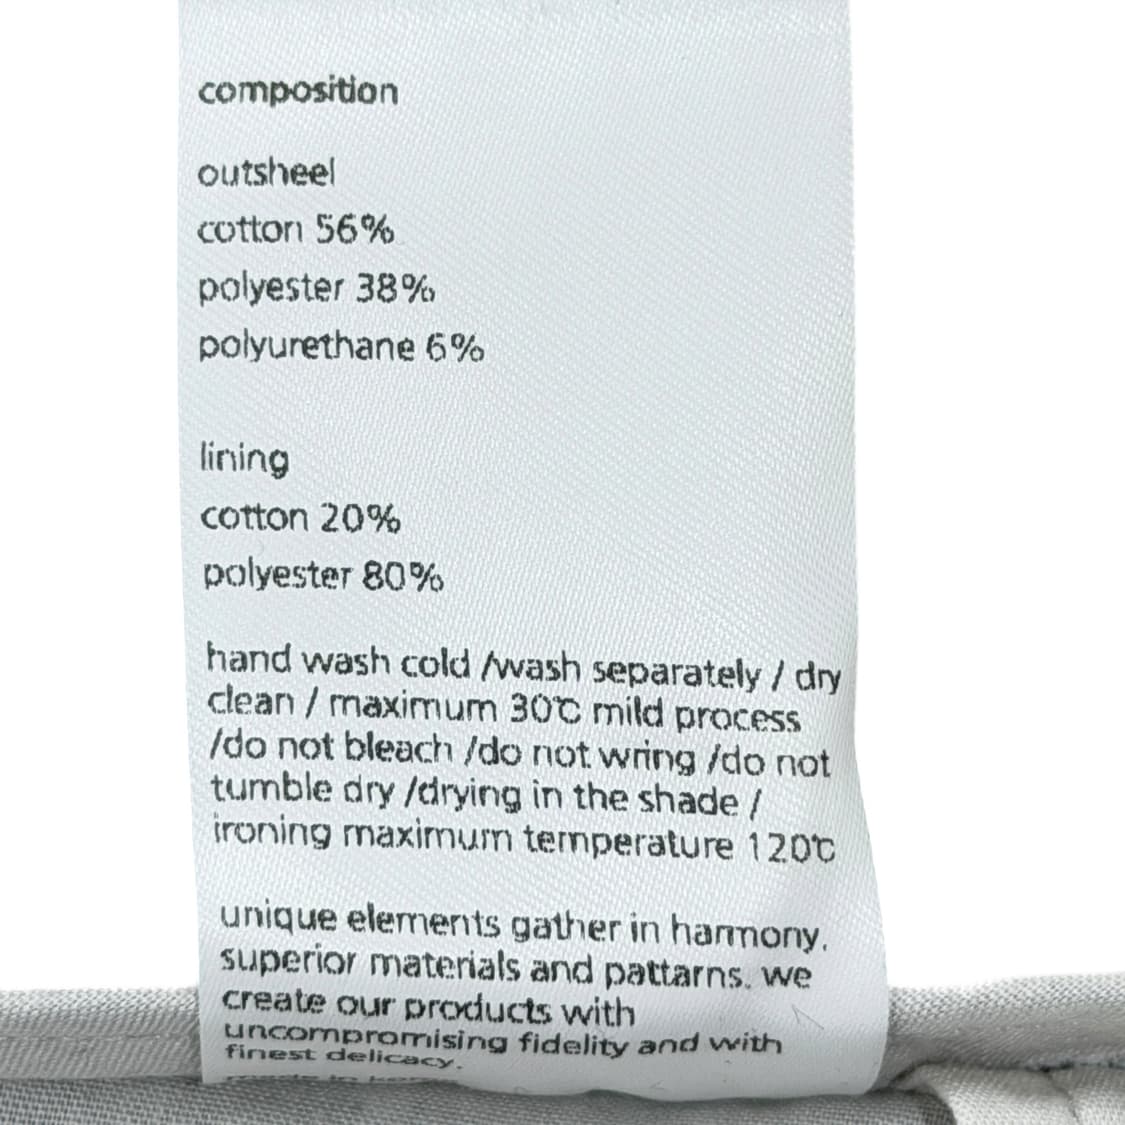 composition
outsheel
cotton 56%
polyester 38%
polyurethane 6%
lining
cotton 20%
polyester 80%
hand wash cold /wash separately / dry
clean / maximum 30℃ mild process
/do not bleach /do not wring /do not
tumble dry /drying in the shade /
ironing maximum temperature 120℃
unique elements gather in harmony.
superior materials and pattarns. we
create our products with
uncompromising fidelity and with
finest delicacy.